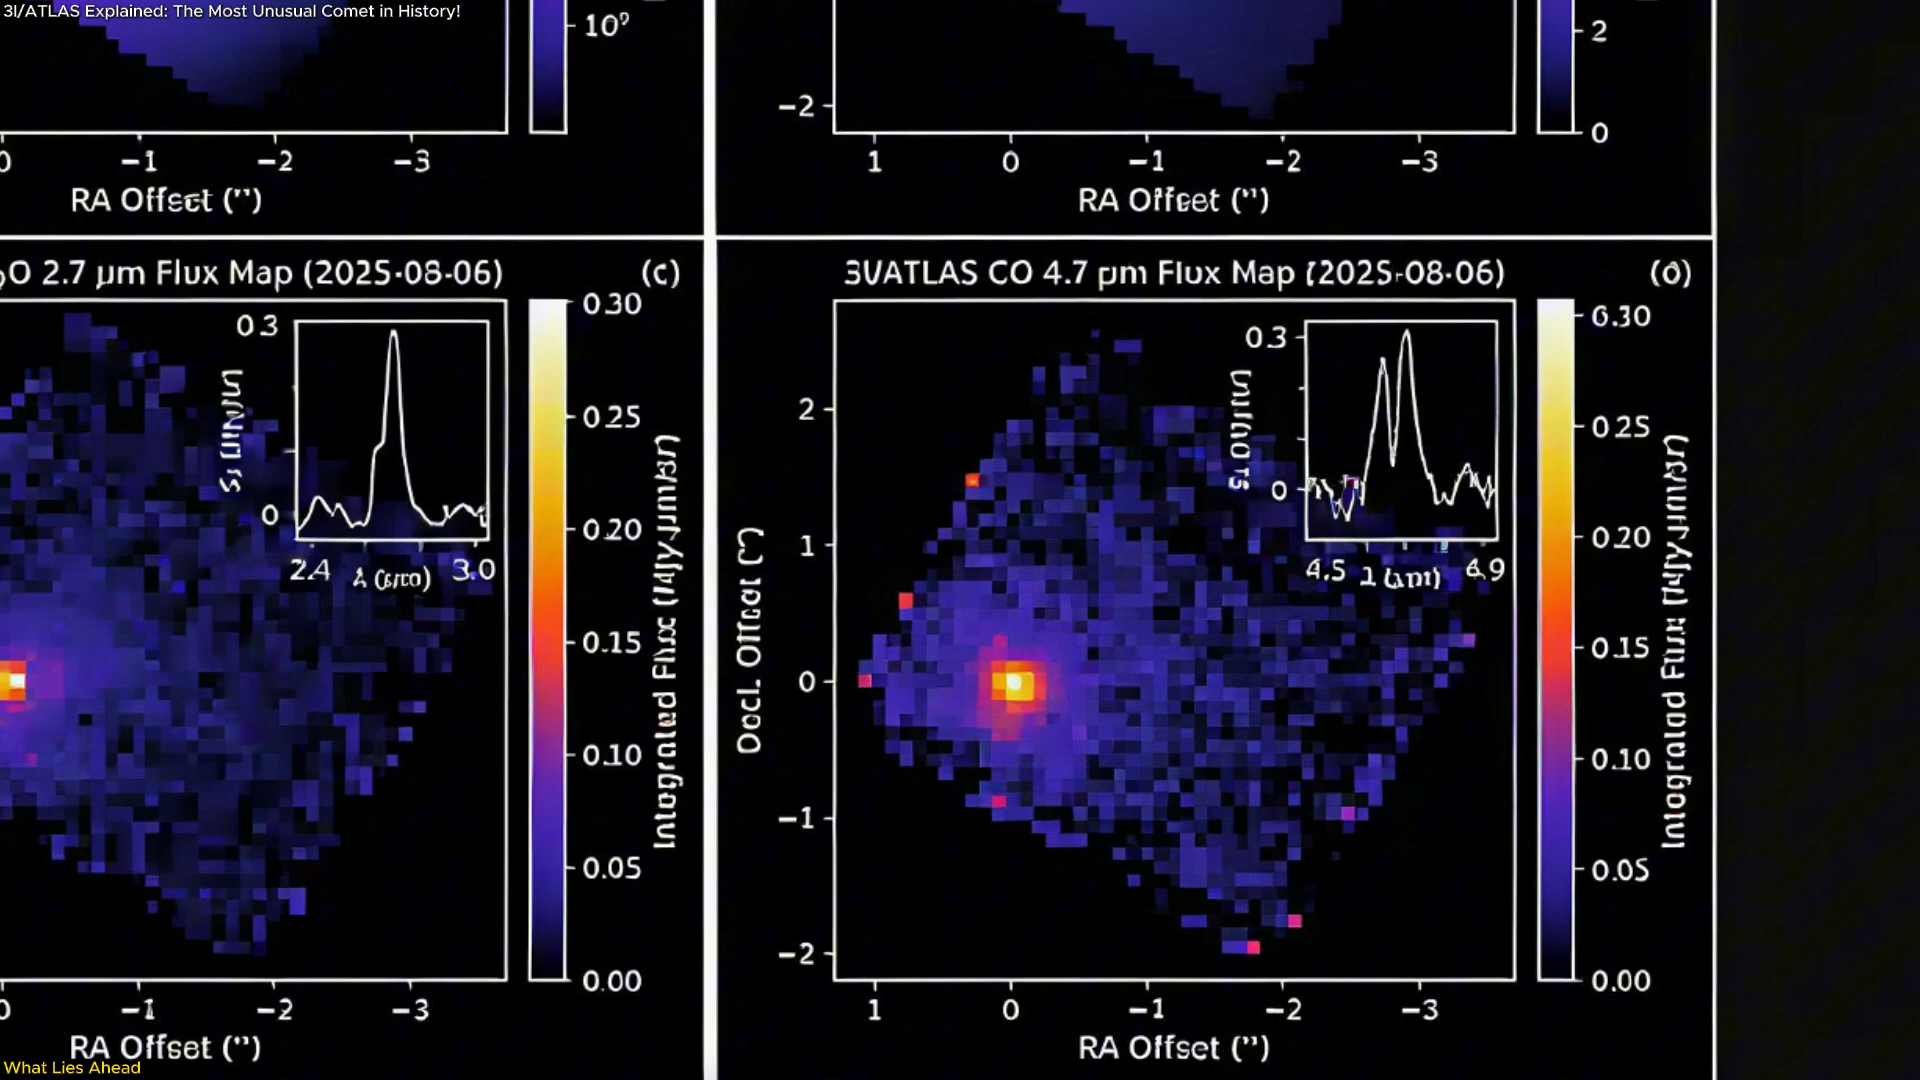 3I/ATLAS Explained: The Most Unusual Comet in History!
10⁰
0 -1 -2 -3
RA Offset (")
-2
1 0 -1 -2 -3
RA Offset (")
2
0
O 2.7 µm Flux Map (2025-08-06) (c)
0.3
0
2.4 3.0
0.30
0.25
0.20
0.15
0.10
0.05
0.00
0 -1 -2 -3
RA Offset (")
3I/ATLAS CO 4.7 µm Flux Map (2025-08-06)
2
1
0
-1
-2
0.3
0
4.5
0.25
0.20
0.15
0.10
0.05
0.00
1 0 -1 -2 -3
RA Offset (")
What Lies Ahead